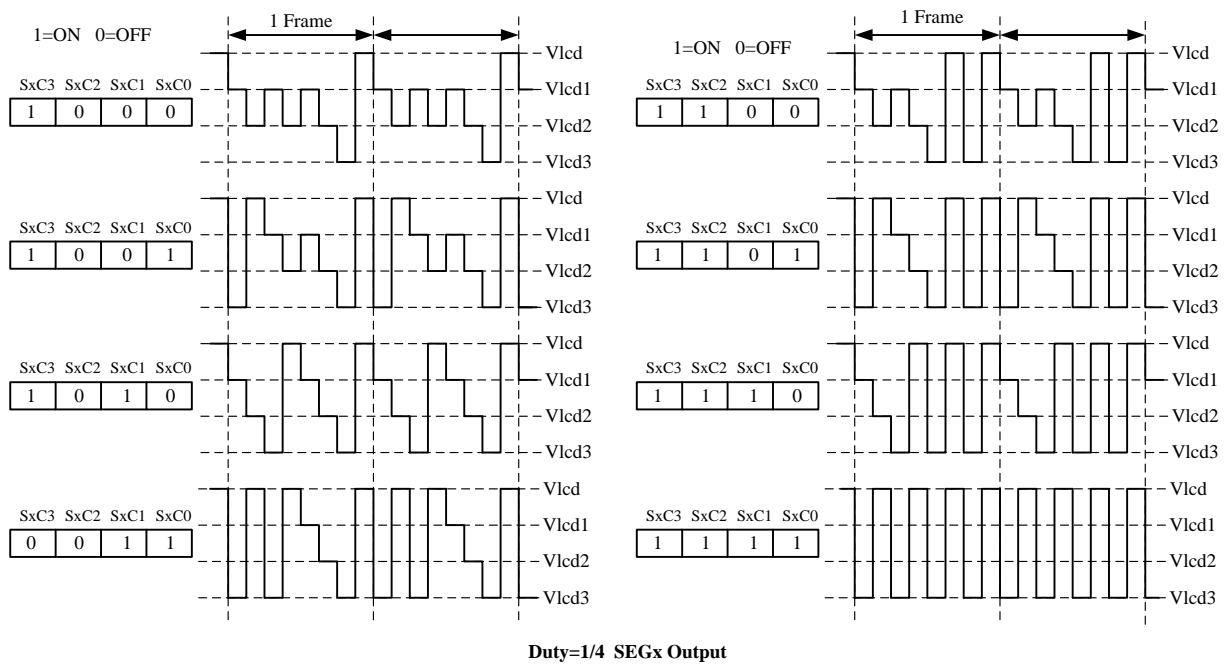 1 Frame
1=ON 0=OFF
Vlcd
SxC3 SxC2 SxC1 SxC0
Vlcd1
1 0 0 0
Vlcd2
Vlcd3
Vlcd
SxC3 SxC2 SxC1 SxC0
Vlcd1
1 0 0 1
Vlcd2
Vlcd3
Vlcd
SxC3 SxC2 SxC1 SxC0
Vlcd1
1 0 1 0
Vlcd2
Vlcd3
Vlcd
SxC3 SxC2 SxC1 SxC0
Vlcd1
0 0 1 1
Vlcd2
Vlcd3
1 Frame
1=ON 0=OFF
Vlcd
SxC3 SxC2 SxC1 SxC0
Vlcd1
1 1 0 0
Vlcd2
Vlcd3
Vlcd
SxC3 SxC2 SxC1 SxC0
Vlcd1
1 1 0 1
Vlcd2
Vlcd3
Vlcd
SxC3 SxC2 SxC1 SxC0
Vlcd1
1 1 1 0
Vlcd2
Vlcd3
Vlcd
SxC3 SxC2 SxC1 SxC0
Vlcd1
1 1 1 1
Vlcd2
Vlcd3
Duty=1/4 SEGx Output